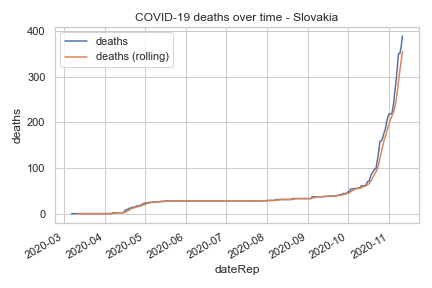 COVID-19 deaths over time - Slovakia
deaths
deaths (rolling)
400
300
200
100
0
deaths
2020-03
2020-04
2020-05
2020-06
2020-07
2020-08
2020-09
2020-10
2020-11
dateRep